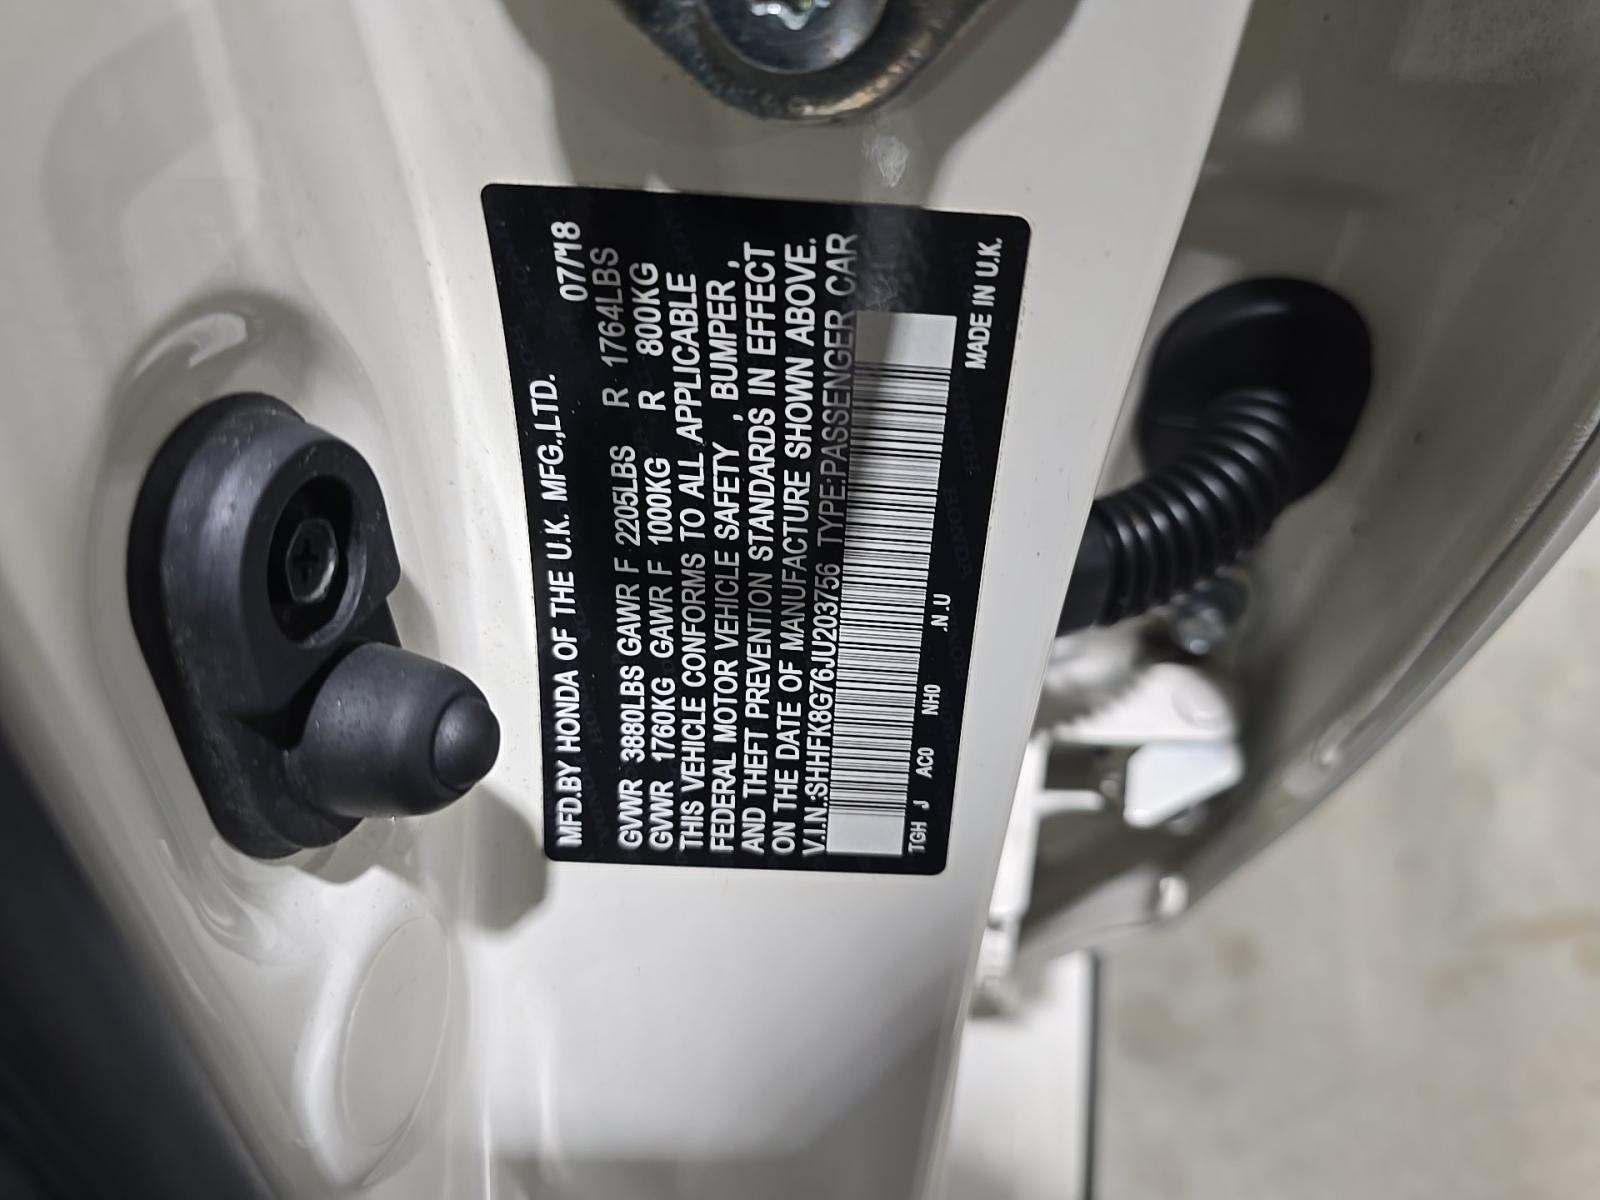 MFD.BY HONDA OF THE U.K. MFG.,LTD. 07/18
GVWR 3880LBS GAWR F 2205LBS R 1764LBS
GVWR 1760KG GAWR F 1000KG R 800KG
THIS VEHICLE CONFORMS TO ALL APPLICABLE
FEDERAL MOTOR VEHICLE SAFETY , BUMPER ,
AND THEFT PREVENTION STANDARDS IN EFFECT
ON THE DATE OF MANUFACTURE SHOWN ABOVE.
V.I.N.:SHHFK8G76JU203756 TYPE:PASSENGER CAR
TGH J AC0 NH0 .N.U
MADE IN U.K.